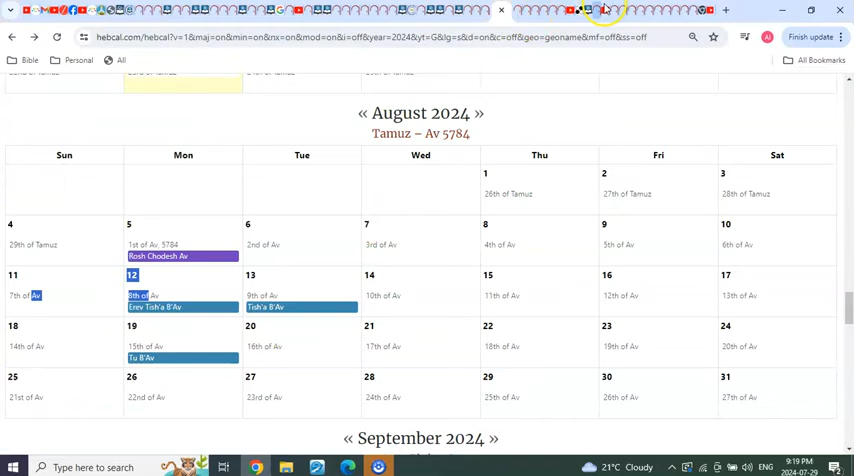 hebcal.com/hebcal?v=1&maj=on&min=on&nx=on&mod=on&i=off&year=2024&yt=G&lg=s&d=on&c=off&geo=geoname&mf=off&ss=off
AI
Finish update
Bible
Personal
All
All Bookmarks
« August 2024 »
Tamuz – Av 5784
Sun Mon Tue Wed Thu Fri Sat
1 2 3
26th of Tamuz 27th of Tamuz 28th of Tamuz
4 5 6 7 8 9 10
29th of Tamuz 1st of Av, 5784 2nd of Av 3rd of Av 4th of Av 5th of Av 6th of Av
Rosh Chodesh Av
11 12 13 14 15 16 17
7th of Av 8th of Av 9th of Av 10th of Av 11th of Av 12th of Av 13th of Av
Erev Tish'a B'Av Tish'a B'Av
18 19 20 21 22 23 24
14th of Av 15th of Av 16th of Av 17th of Av 18th of Av 19th of Av 20th of Av
Tu B'Av
25 26 27 28 29 30 31
21st of Av 22nd of Av 23rd of Av 24th of Av 25th of Av 26th of Av 27th of Av
« September 2024 »
Type here to search
21°C Cloudy
ENG
9:19 PM
2024-07-29